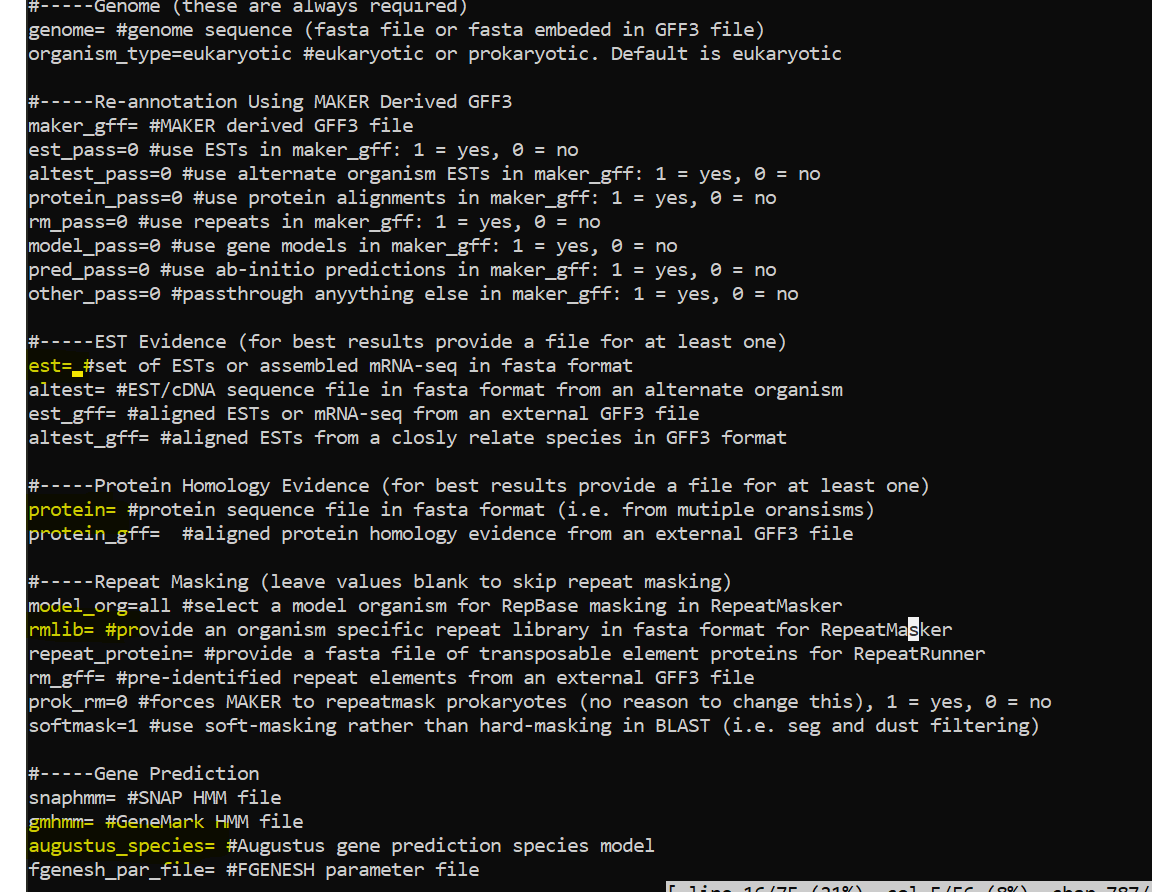 #-----Genome (these are always required)
genome= #genome sequence (fasta file or fasta embeded in GFF3 file)
organism_type=eukaryotic #eukaryotic or prokaryotic. Default is eukaryotic
#-----Re-annotation Using MAKER Derived GFF3
maker_gff= #MAKER derived GFF3 file
est_pass=0 #use ESTs in maker_gff: 1 = yes, 0 = no
altest_pass=0 #use alternate organism ESTs in maker_gff: 1 = yes, 0 = no
protein_pass=0 #use protein alignments in maker_gff: 1 = yes, 0 = no
rm_pass=0 #use repeats in maker_gff: 1 = yes, 0 = no
model_pass=0 #use gene models in maker_gff: 1 = yes, 0 = no
pred_pass=0 #use ab-initio predictions in maker_gff: 1 = yes, 0 = no
other_pass=0 #passthrough anyything else in maker_gff: 1 = yes, 0 = no
#-----EST Evidence (for best results provide a file for at least one)
est= #set of ESTs or assembled mRNA-seq in fasta format
altest= #EST/cDNA sequence file in fasta format from an alternate organism
est_gff= #aligned ESTs or mRNA-seq from an external GFF3 file
altest_gff= #aligned ESTs from a closly relate species in GFF3 format
#-----Protein Homology Evidence (for best results provide a file for at least one)
protein= #protein sequence file in fasta format (i.e. from mutiple oransisms)
protein_gff=  #aligned protein homology evidence from an external GFF3 file
#-----Repeat Masking (leave values blank to skip repeat masking)
model_org=all #select a model organism for RepBase masking in RepeatMasker
rmlib= #provide an organism specific repeat library in fasta format for RepeatMasker
repeat_protein= #provide a fasta file of transposable element proteins for RepeatRunner
rm_gff= #pre-identified repeat elements from an external GFF3 file
prok_rm=0 #forces MAKER to repeatmask prokaryotes (no reason to change this), 1 = yes, 0 = no
softmask=1 #use soft-masking rather than hard-masking in BLAST (i.e. seg and dust filtering)
#-----Gene Prediction
snaphmm= #SNAP HMM file
gmhmm= #GeneMark HMM file
augustus_species= #Augustus gene prediction species model
fgenesh_par_file= #FGENESH parameter file
[ line 16/75 (21%), col 5/56 (8%), char 787/